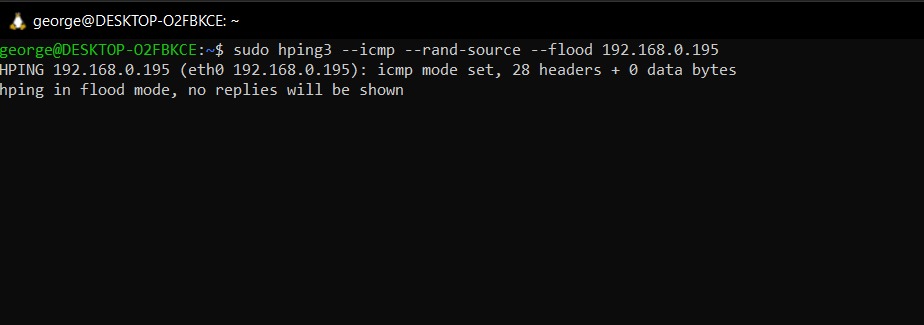 george@DESKTOP-O2FBKCE: ~
george@DESKTOP-O2FBKCE:~$ sudo hping3 --icmp --rand-source --flood 192.168.0.195
HPING 192.168.0.195 (eth0 192.168.0.195): icmp mode set, 28 headers + 0 data bytes
hping in flood mode, no replies will be shown